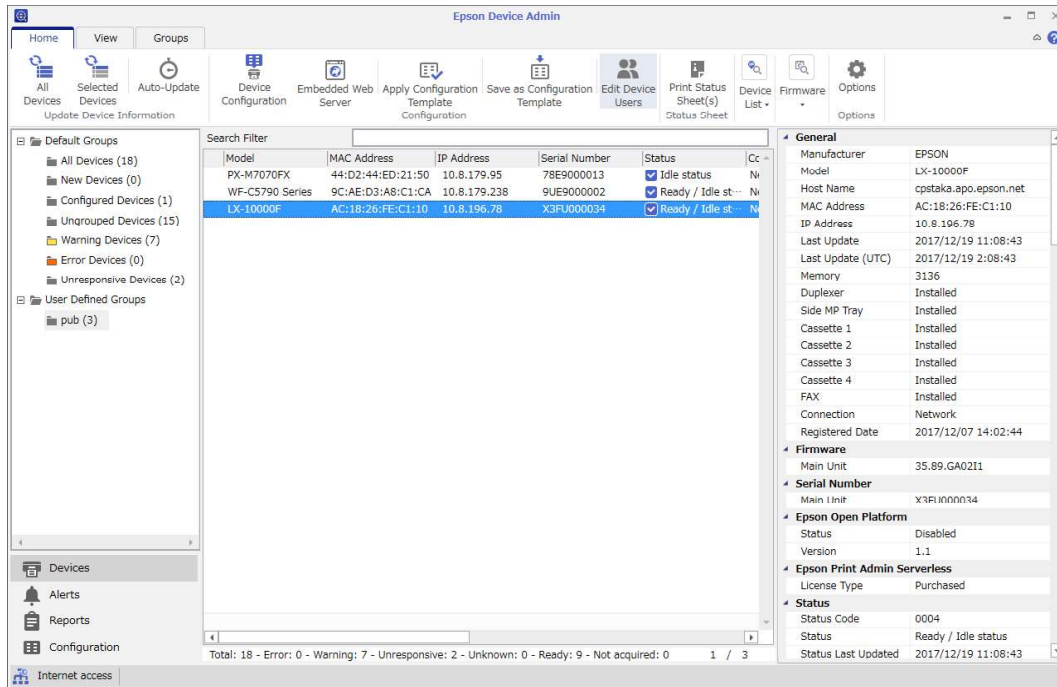 Epson Device Admin
Home View Groups
All Devices
Selected Devices
Auto-Update
Update Device Information
Device Configuration
Embedded Web Server
Apply Configuration Template
Save as Configuration Template
Configuration
Edit Device Users
Print Status Sheet(s)
Status Sheet
Device List
Firmware
Options
Options
Default Groups
All Devices (18)
New Devices (0)
Configured Devices (1)
Ungrouped Devices (15)
Warning Devices (7)
Error Devices (0)
Unresponsive Devices (2)
User Defined Groups
pub (3)
Devices
Alerts
Reports
Configuration
Search Filter
Model MAC Address IP Address Serial Number Status Cc
PX-M7070FX 44:D2:44:ED:21:50 10.8.179.95 78E9000013 Idle status
WF-C5790 Series 9C:AE:D3:A8:C1:CA 10.8.179.238 9UE9000002 Ready / Idle st...
LX-10000F AC:18:26:FE:C1:10 10.8.196.78 X3FU000034 Ready / Idle st...
Total: 18 - Error: 0 - Warning: 7 - Unresponsive: 2 - Unknown: 0 - Ready: 9 - Not acquired: 0 1 / 3
General
Manufacturer EPSON
Model LX-10000F
Host Name cpstaka.apo.epson.net
MAC Address AC:18:26:FE:C1:10
IP Address 10.8.196.78
Last Update 2017/12/19 11:08:43
Last Update (UTC) 2017/12/19 2:08:43
Memory 3136
Duplexer Installed
Side MP Tray Installed
Cassette 1 Installed
Cassette 2 Installed
Cassette 3 Installed
Cassette 4 Installed
FAX Installed
Connection Network
Registered Date 2017/12/07 14:02:44
Firmware
Main Unit 35.89.GA02I1
Serial Number
Main Unit X3FU000034
Epson Open Platform
Status Disabled
Version 1.1
Epson Print Admin Serverless
License Type Purchased
Status
Status Code 0004
Status Ready / Idle status
Status Last Updated 2017/12/19 11:08:43
Internet access